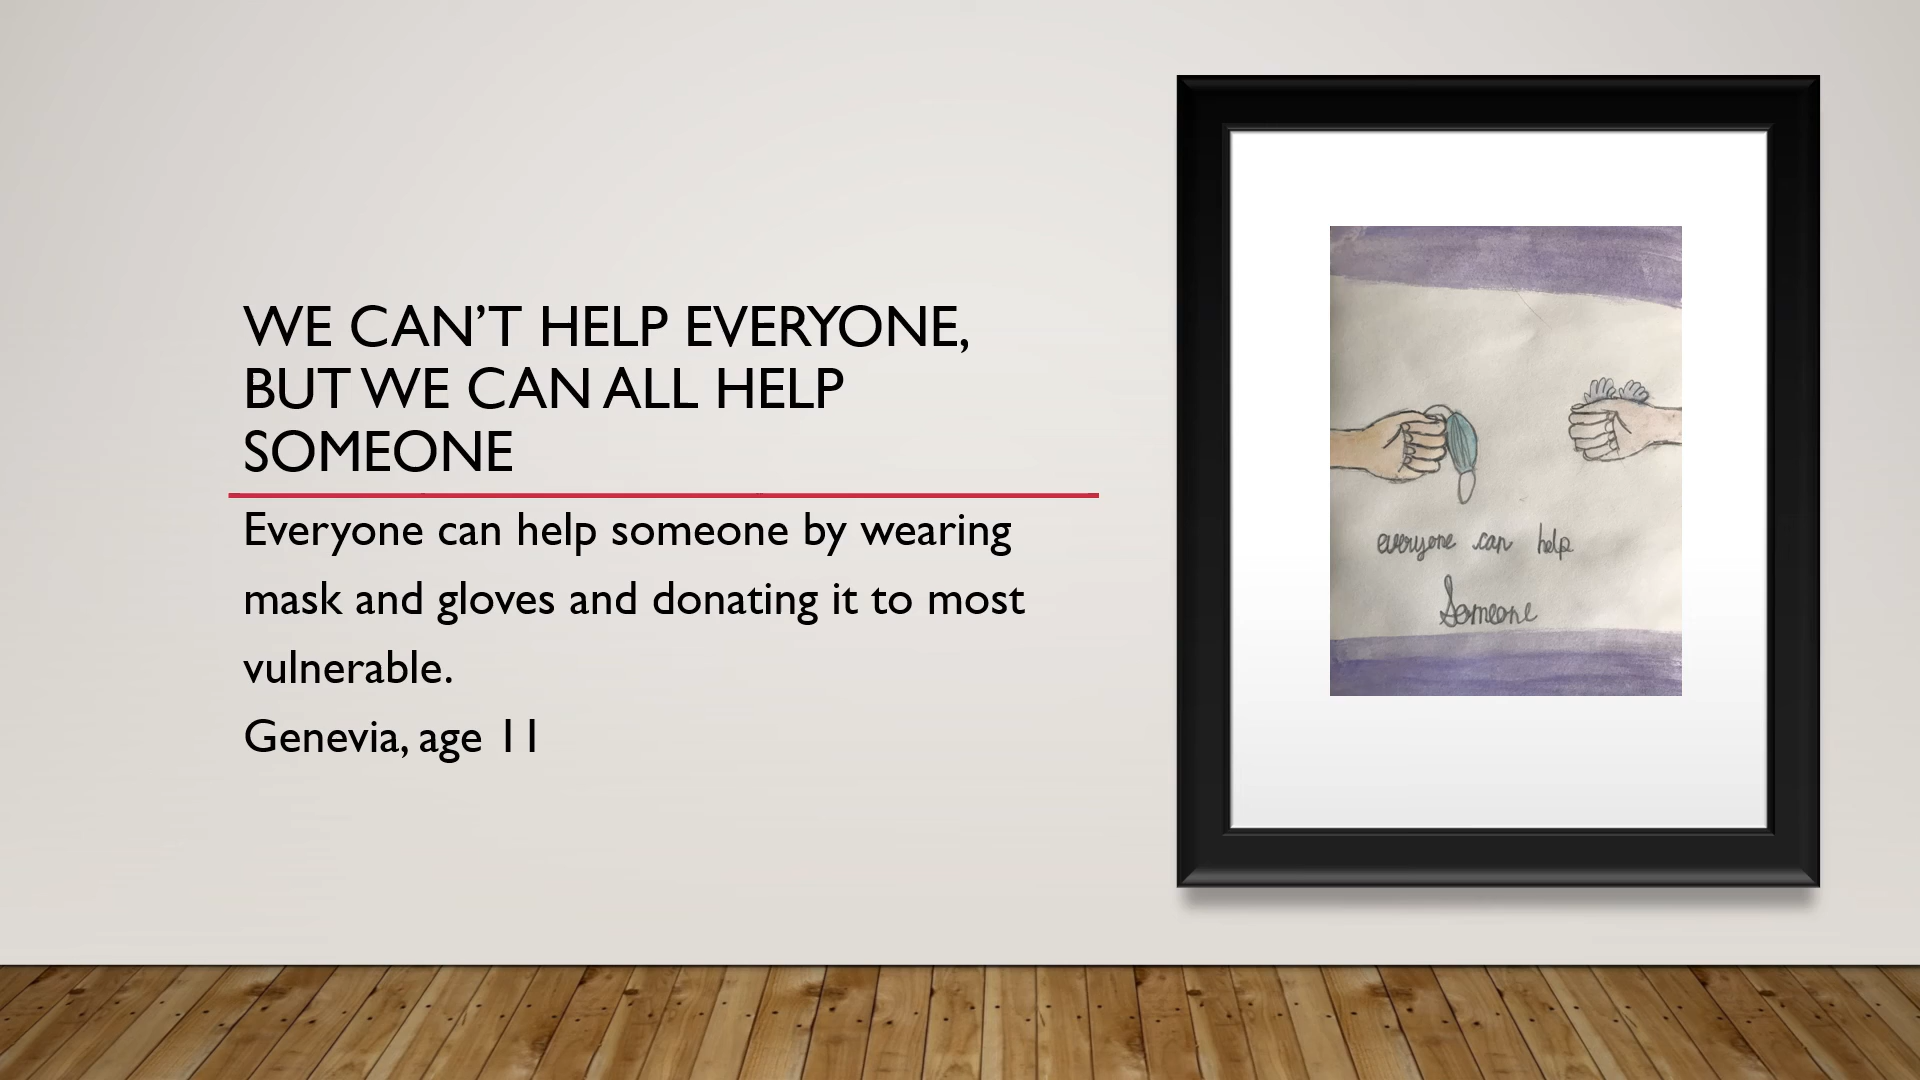 WE CAN’T HELP EVERYONE,
BUT WE CAN ALL HELP
SOMEONE
Everyone can help someone by wearing
mask and gloves and donating it to most
vulnerable.
Genevia, age 11
everyone can help
Someone